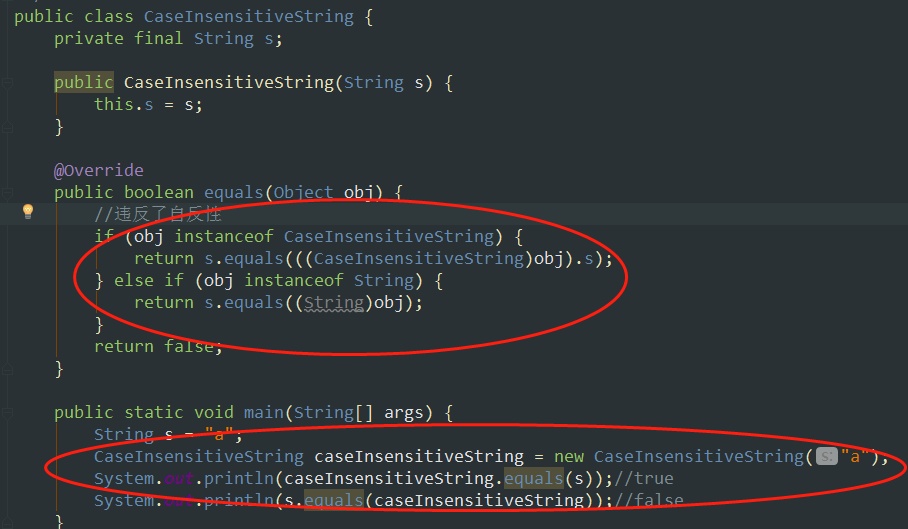 public class CaseInsensitiveString {
private final String s;
public CaseInsensitiveString(String s) {
this.s = s;
}
@Override
public boolean equals(Object obj) {
//违反了自反性
if (obj instanceof CaseInsensitiveString) {
return s.equals(((CaseInsensitiveString)obj).s);
} else if (obj instanceof String) {
return s.equals((String)obj);
}
return false;
}
public static void main(String[] args) {
String s = "a";
CaseInsensitiveString caseInsensitiveString = new CaseInsensitiveString( s: "a");
System.out.println(caseInsensitiveString.equals(s));//true
System.out.println(s.equals(caseInsensitiveString));//false
}